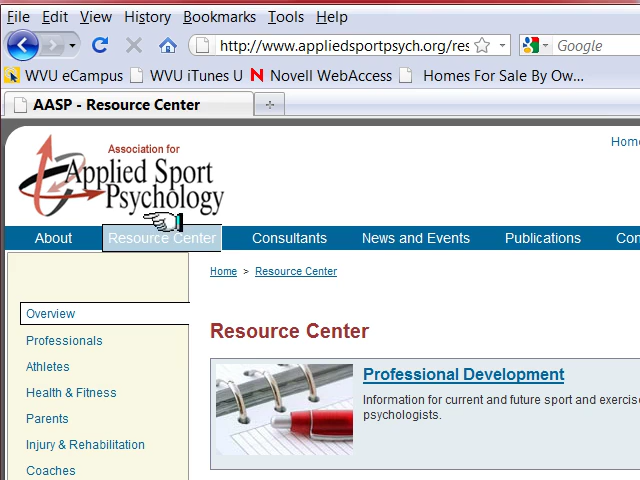 File Edit View History Bookmarks Tools Help
http://www.appliedsportpsych.org/res Google
WVU eCampus WVU iTunes U Novell WebAccess Homes For Sale By Ow...
AASP - Resource Center
Hom
Association for
Applied Sport
Psychology
About Resource Center Consultants News and Events Publications Con
Home > Resource Center
Overview
Professionals
Athletes
Health & Fitness
Parents
Injury & Rehabilitation
Coaches
Resource Center
Professional Development
Information for current and future sport and exercise
psychologists.